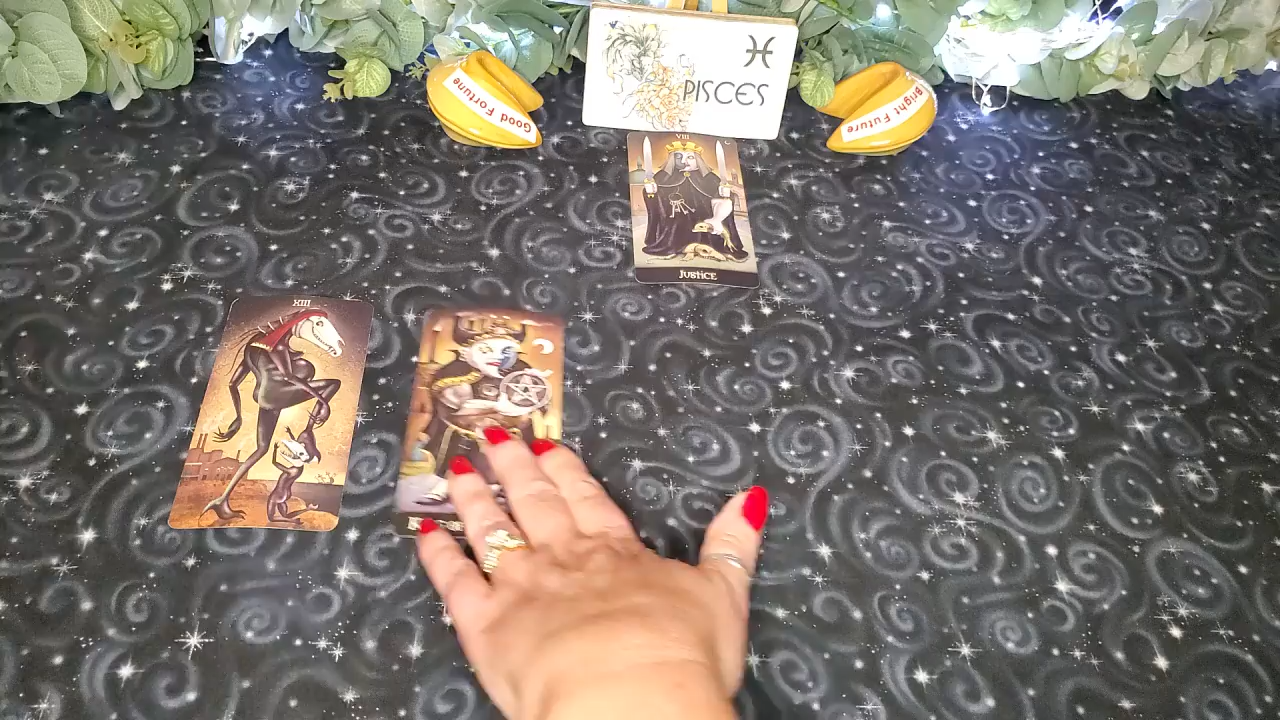 ♓
PISCES
Good Fortune
Bright Future
VIII
JUSTICE
XIII